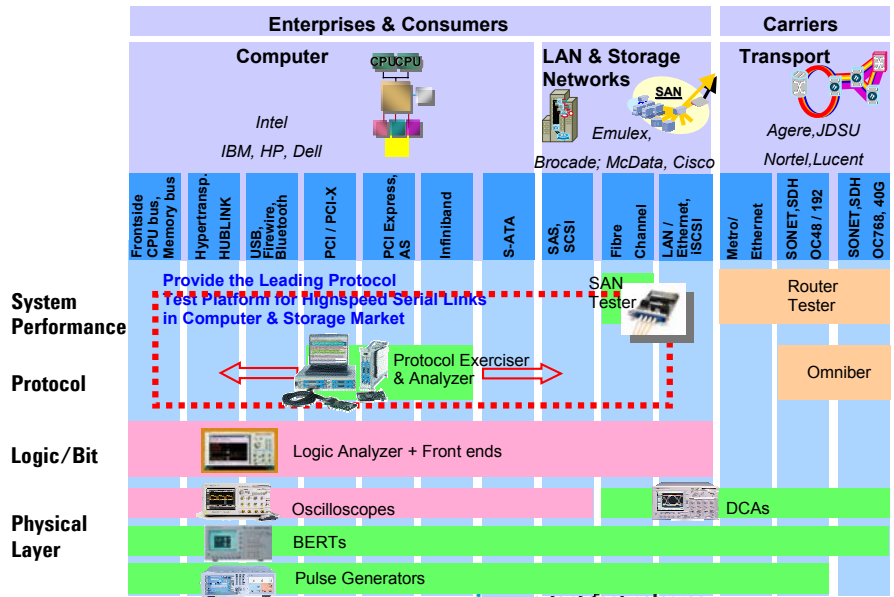 Enterprises & Consumers
Carriers
Computer
CPU CPU
Intel
IBM, HP, Dell
LAN & Storage
Networks
SAN
Emulex,
Brocade; McData, Cisco
Transport
Agere,JDSU
Nortel,Lucent
Frontside
CPU bus,
Memory bus
Hypertransp.
HUBLINK
USB,
Firewire,
Bluetooth
PCI / PCI-X
PCI Express,
AS
Infiniband
S-ATA
SAS,
SCSI
Fibre
Channel
LAN /
Ethernet,
iSCSI
Metro/
Ethernet
SONET,SDH
OC48 / 192
SONET,SDH
OC768, 40G
System
Performance
Provide the Leading Protocol
Test Platform for Highspeed Serial Links
in Computer & Storage Market
SAN
Tester
Router
Tester
Protocol
Protocol Exerciser
& Analyzer
Omniber
Logic/Bit
Logic Analyzer + Front ends
Physical
Layer
Oscilloscopes
DCAs
BERTs
Pulse Generators